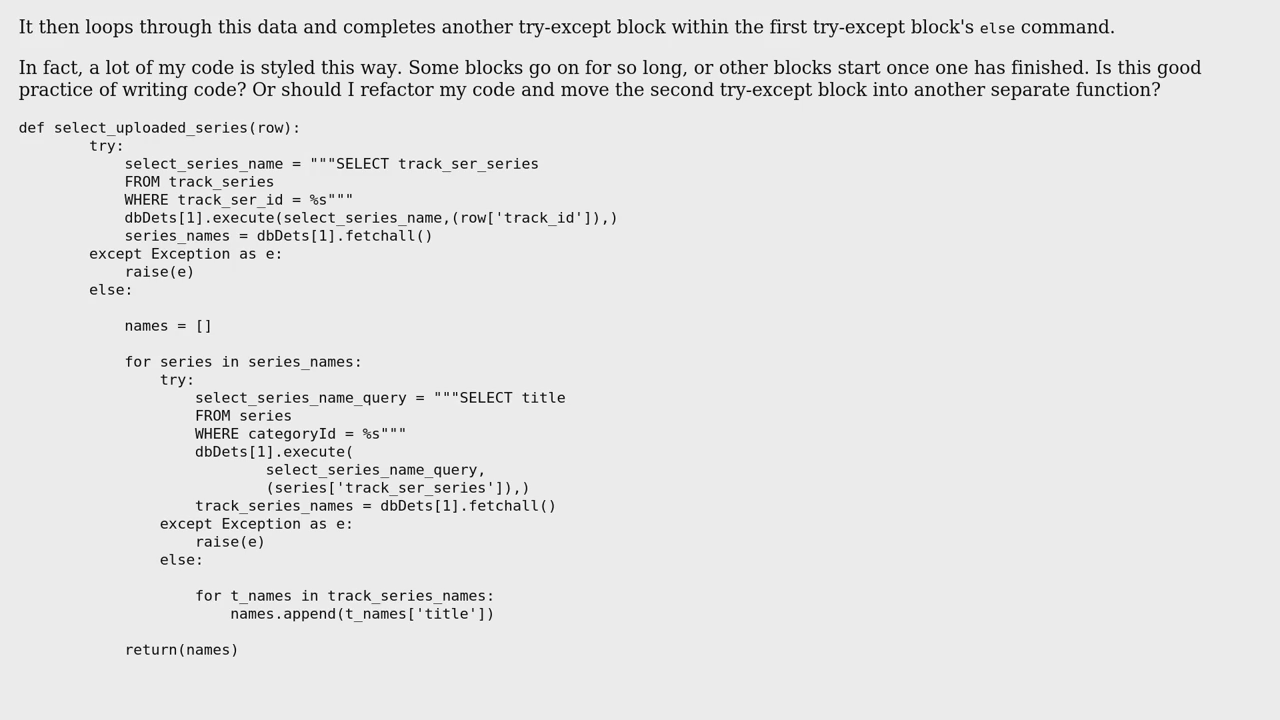 It then loops through this data and completes another try-except block within the first try-except block's else command.
In fact, a lot of my code is styled this way. Some blocks go on for so long, or other blocks start once one has finished. Is this good
practice of writing code? Or should I refactor my code and move the second try-except block into another separate function?
def select_uploaded_series(row):
        try:
            select_series_name = """SELECT track_ser_series
            FROM track_series
            WHERE track_ser_id = %s"""
            dbDets[1].execute(select_series_name,(row['track_id']),)
            series_names = dbDets[1].fetchall()
        except Exception as e:
            raise(e)
        else:
            names = []
            for series in series_names:
                try:
                    select_series_name_query = """SELECT title
                    FROM series
                    WHERE categoryId = %s"""
                    dbDets[1].execute(
                            select_series_name_query,
                            (series['track_ser_series']),)
                    track_series_names = dbDets[1].fetchall()
                except Exception as e:
                    raise(e)
                else:
                    for t_names in track_series_names:
                        names.append(t_names['title'])
            return(names)